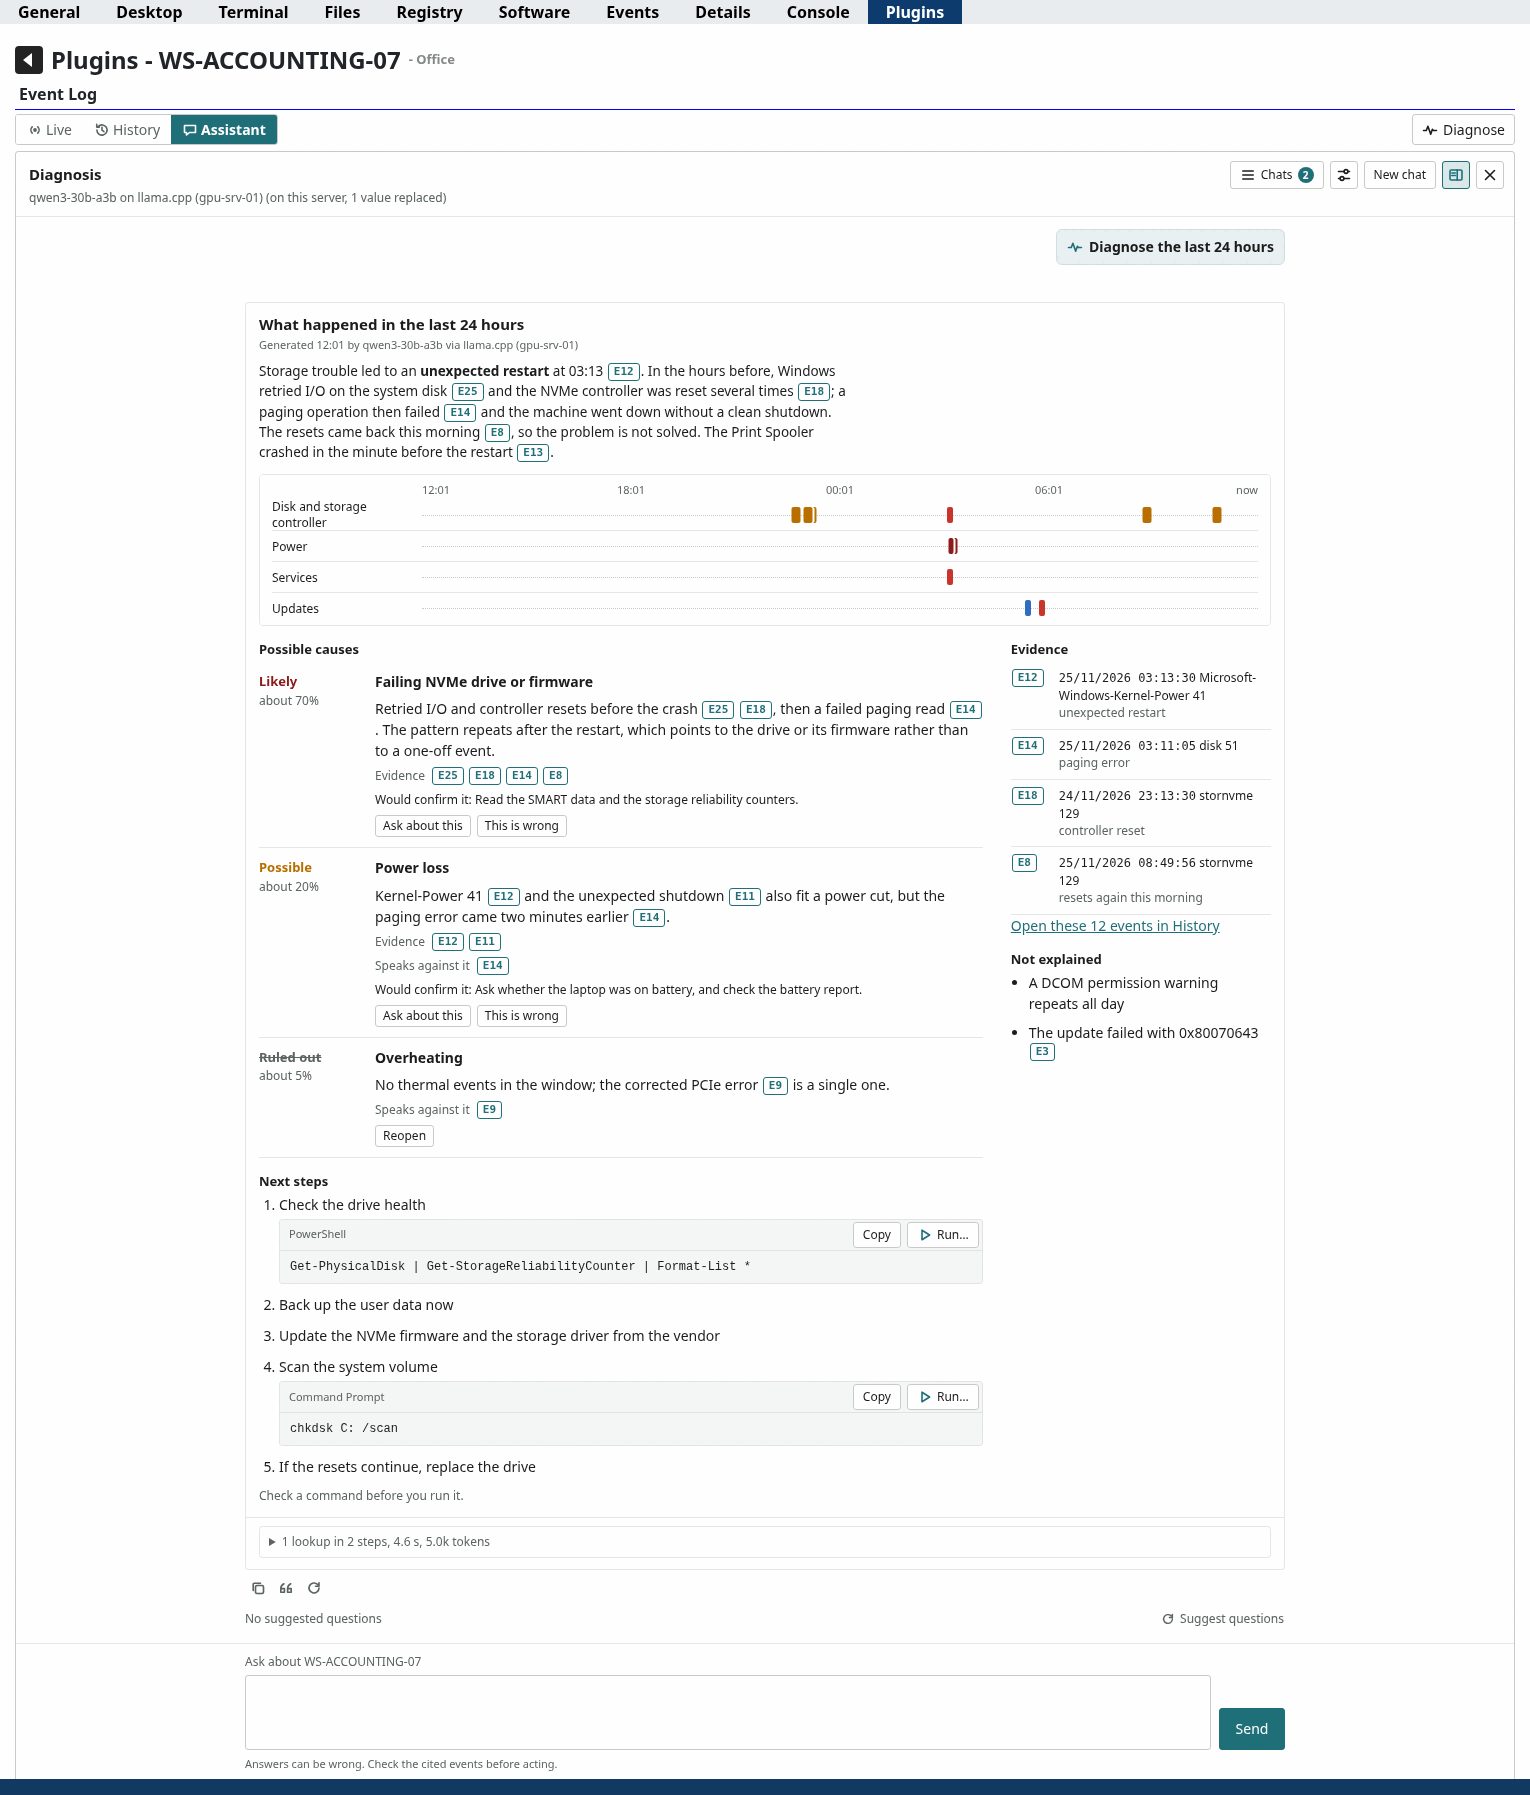 General Desktop Terminal Files Registry Software Events Details Console Plugins
Plugins - WS-ACCOUNTING-07 - Office
Event Log
Live History Assistant Diagnose
Diagnosis
Chats 2 New chat
qwen3-30b-a3b on llama.cpp (gpu-srv-01) (on this server, 1 value replaced)
Diagnose the last 24 hours
What happened in the last 24 hours
Generated 12:01 by qwen3-30b-a3b via llama.cpp (gpu-srv-01)
Storage trouble led to an unexpected restart at 03:13 E12. In the hours before, Windows
retried I/O on the system disk E25 and the NVMe controller was reset several times E18; a
paging operation then failed E14 and the machine went down without a clean shutdown.
The resets came back this morning E8, so the problem is not solved. The Print Spooler
crashed in the minute before the restart E13.
12:01 18:01 00:01 06:01 now
Disk and storage
controller
Power
Services
Updates
Possible causes
Likely
about 70%
Failing NVMe drive or firmware
Retried I/O and controller resets before the crash E25 E18, then a failed paging read E14
. The pattern repeats after the restart, which points to the drive or its firmware rather than
to a one-off event.
Evidence E25 E18 E14 E8
Would confirm it: Read the SMART data and the storage reliability counters.
Ask about this This is wrong
Possible
about 20%
Power loss
Kernel-Power 41 E12 and the unexpected shutdown E11 also fit a power cut, but the
paging error came two minutes earlier E14.
Evidence E12 E11
Speaks against it E14
Would confirm it: Ask whether the laptop was on battery, and check the battery report.
Ask about this This is wrong
Ruled out
about 5%
Overheating
No thermal events in the window; the corrected PCIe error E9 is a single one.
Speaks against it E9
Reopen
Next steps
1. Check the drive health
PowerShell Copy Run...
Get-PhysicalDisk | Get-StorageReliabilityCounter | Format-List *
2. Back up the user data now
3. Update the NVMe firmware and the storage driver from the vendor
4. Scan the system volume
Command Prompt Copy Run...
chkdsk C: /scan
5. If the resets continue, replace the drive
Check a command before you run it.
Evidence
E12 25/11/2026 03:13:30 Microsoft-
Windows-Kernel-Power 41
unexpected restart
E14 25/11/2026 03:11:05 disk 51
paging error
E18 24/11/2026 23:13:30 stornvme
129
controller reset
E8 25/11/2026 08:49:56 stornvme
129
resets again this morning
Open these 12 events in History
Not explained
• A DCOM permission warning
repeats all day
• The update failed with 0x80070643
E3
1 lookup in 2 steps, 4.6 s, 5.0k tokens
No suggested questions Suggest questions
Ask about WS-ACCOUNTING-07
Send
Answers can be wrong. Check the cited events before acting.